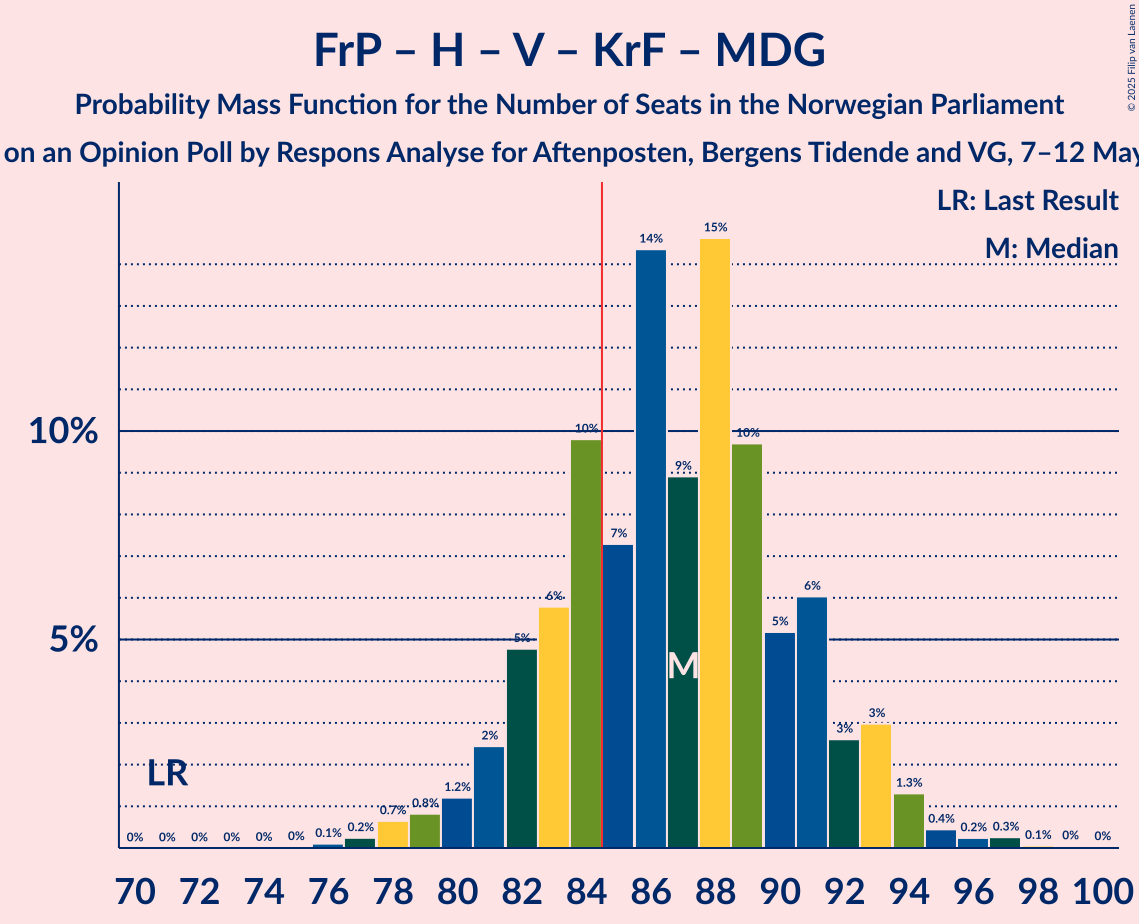 FrP – H – V – KrF – MDG
Probability Mass Function for the Number of Seats in the Norwegian Parliament
on an Opinion Poll by Respons Analyse for Aftenposten, Bergens Tidende and VG, 7–12 May
© 2025 Filip van Laenen
LR: Last Result
M: Median
15%
14%
10%
10%
10%
10%
9%
7%
6%
6%
5%
5%
5%
M
3%
3%
2%
LR
1.3%
1.2%
0.8%
0.7%
0.4%
0.3%
0.2%
0.2%
0.1%
0.1%
0% 0% 0% 0% 0% 0% 0% 0%
70 72 74 76 78 80 82 84 86 88 90 92 94 96 98 100